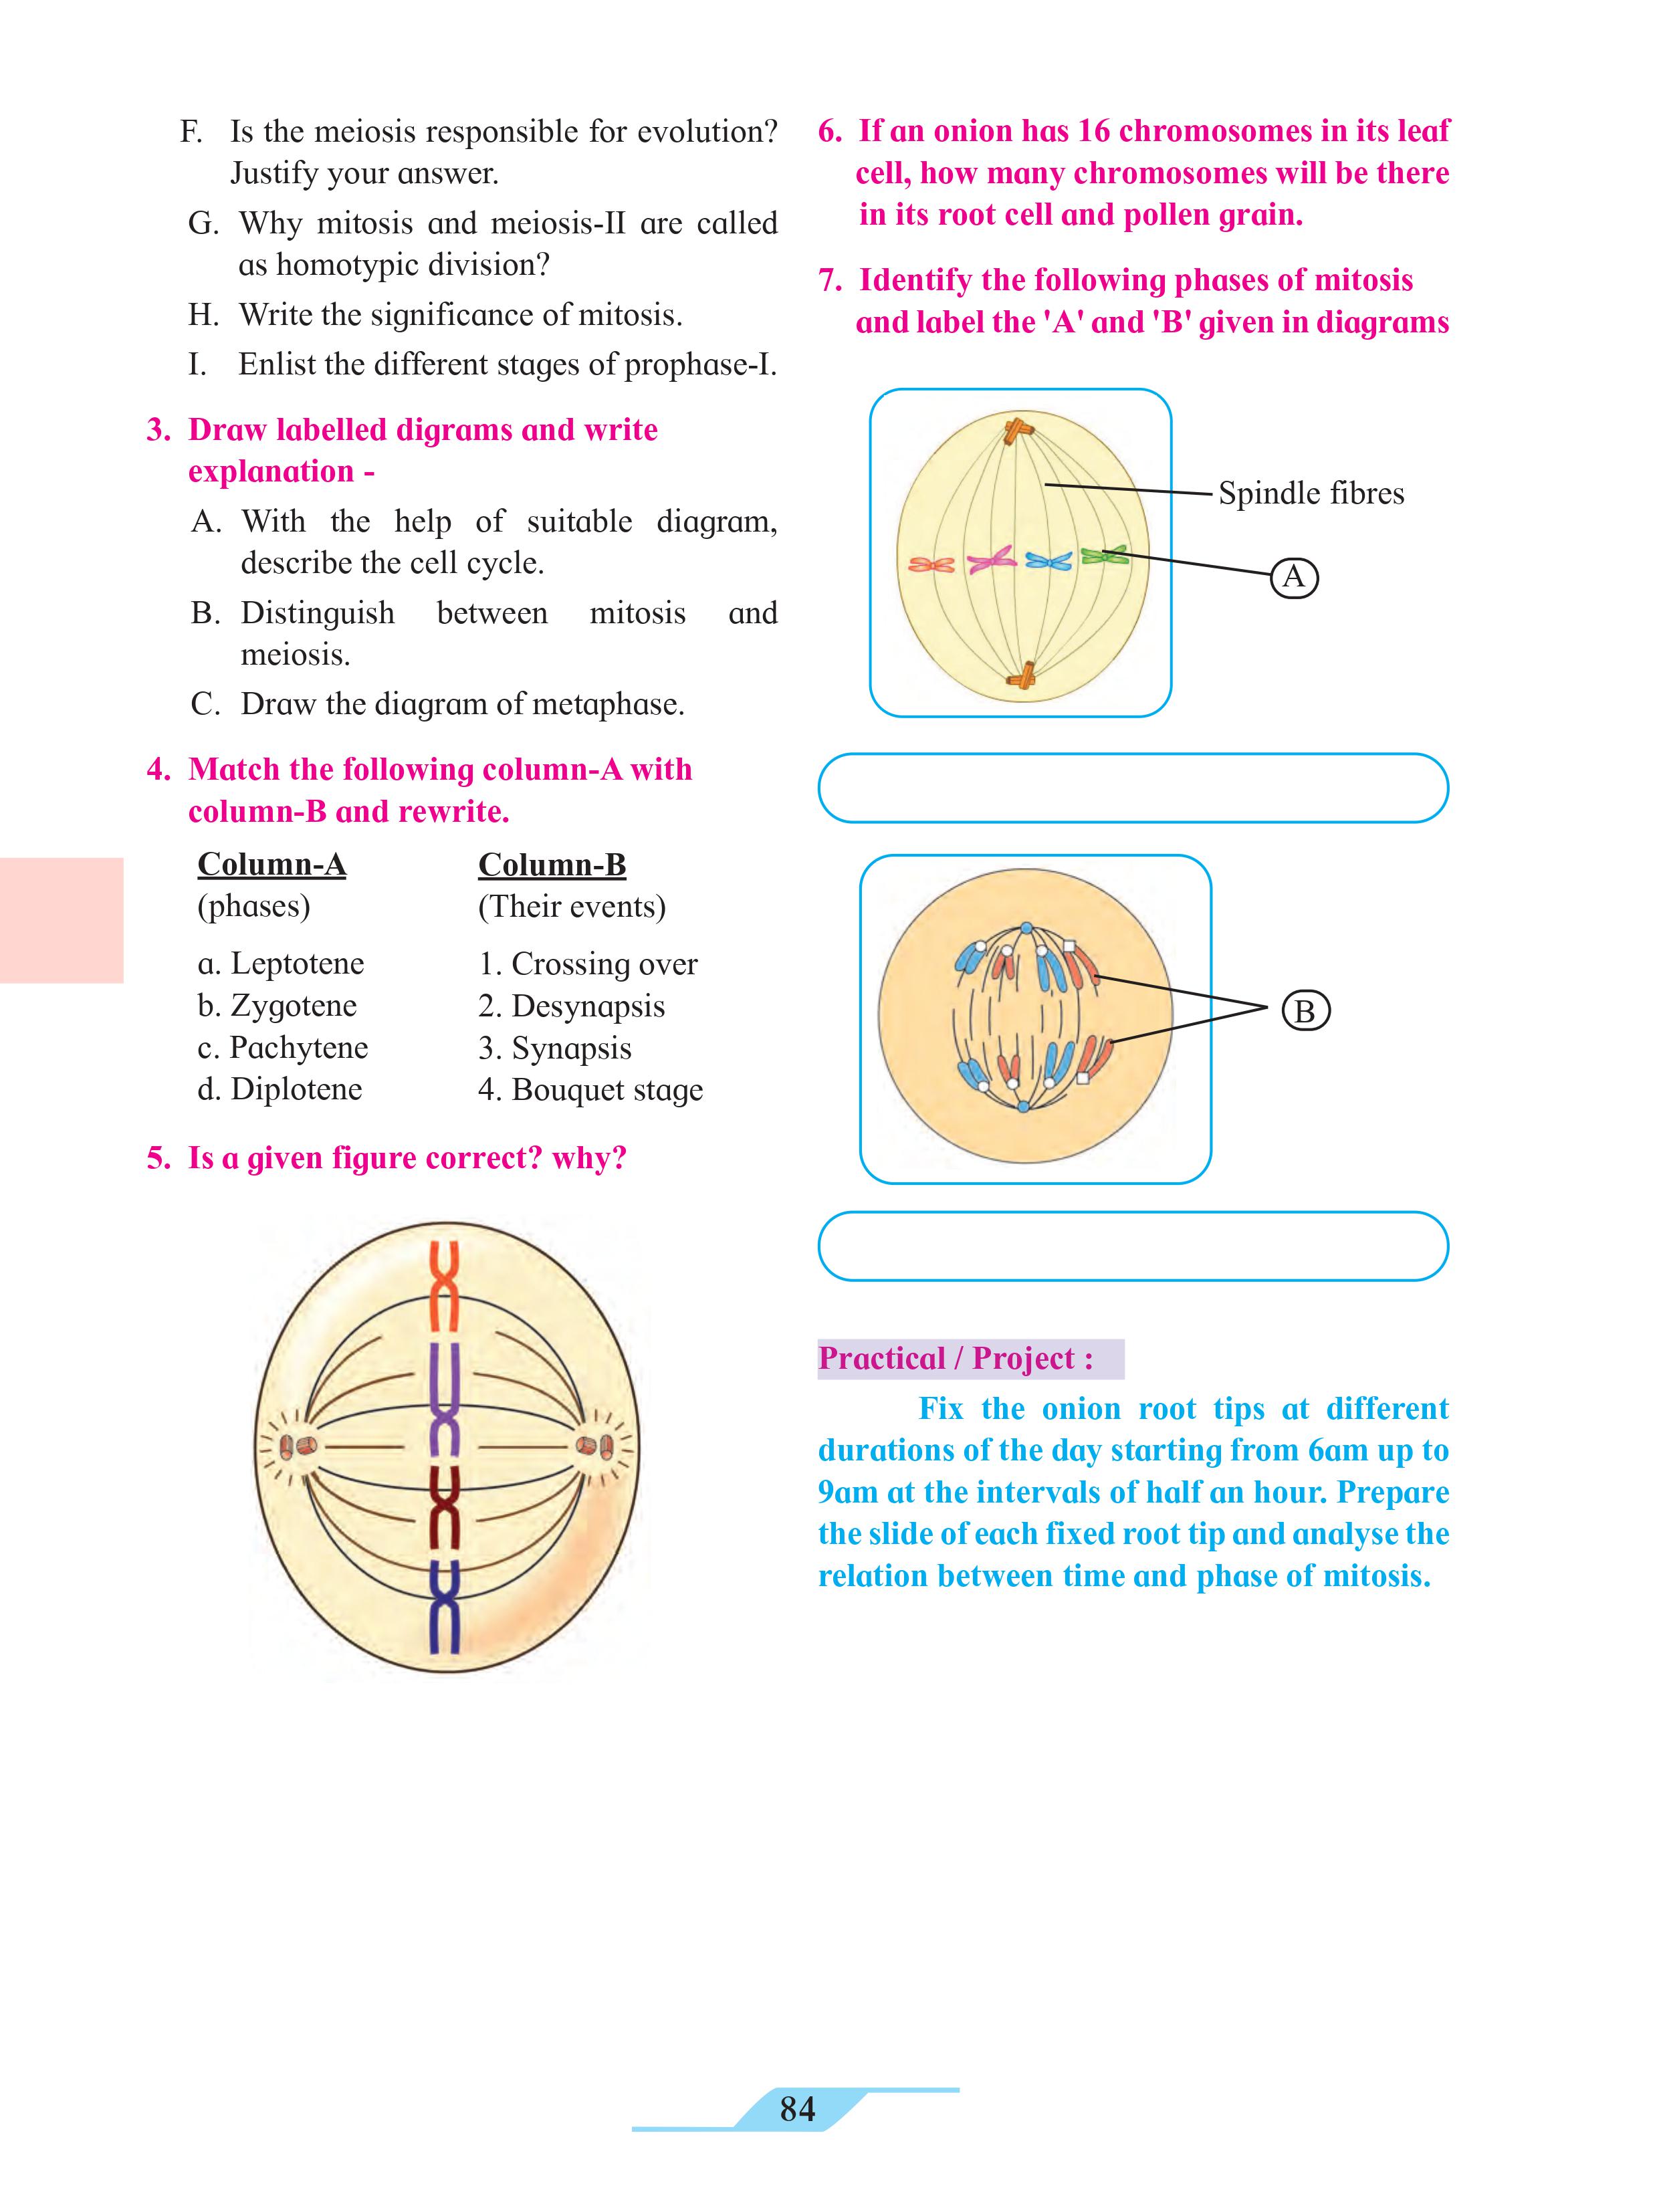 F. Is the meiosis responsible for evolution?
Justify your answer.
G. Why mitosis and meiosis-II are called
as homotypic division?
H. Write the significance of mitosis.
I. Enlist the different stages of prophase-I.
3. Draw labelled digrams and write
explanation -
A. With the help of suitable diagram,
describe the cell cycle.
B. Distinguish between mitosis and
meiosis.
C. Draw the diagram of metaphase.
4. Match the following column-A with
column-B and rewrite.
Column-A Column-B
(phases) (Their events)
a. Leptotene 1. Crossing over
b. Zygotene 2. Desynapsis
c. Pachytene 3. Synapsis
d. Diplotene 4. Bouquet stage
5. Is a given figure correct? why?
6. If an onion has 16 chromosomes in its leaf
cell, how many chromosomes will be there
in its root cell and pollen grain.
7. Identify the following phases of mitosis
and label the 'A' and 'B' given in diagrams
Spindle fibres
A
B
Practical / Project :
Fix the onion root tips at different
durations of the day starting from 6am up to
9am at the intervals of half an hour. Prepare
the slide of each fixed root tip and analyse the
relation between time and phase of mitosis.
84